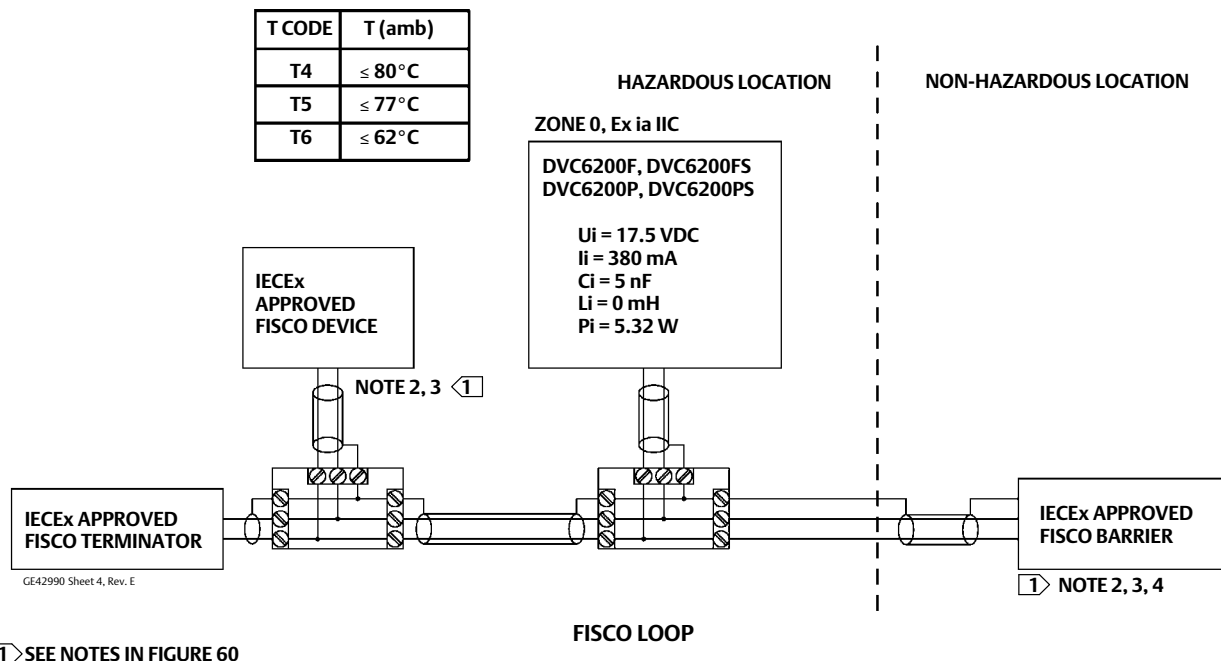 T CODE T (amb)
T4 ≤ 80°C
T5 ≤ 77°C
T6 ≤ 62°C
HAZARDOUS LOCATION
NON-HAZARDOUS LOCATION
ZONE 0, Ex ia IIC
DVC6200F, DVC6200FS
DVC6200P, DVC6200PS
Ui = 17.5 VDC
Ii = 380 mA
Ci = 5 nF
Li = 0 mH
Pi = 5.32 W
IECEx
APPROVED
FISCO DEVICE
NOTE 2, 3 1
IECEx APPROVED
FISCO TERMINATOR
IECEx APPROVED
FISCO BARRIER
GE42990 Sheet 4, Rev. E
1 NOTE 2, 3, 4
FISCO LOOP
1 SEE NOTES IN FIGURE 60